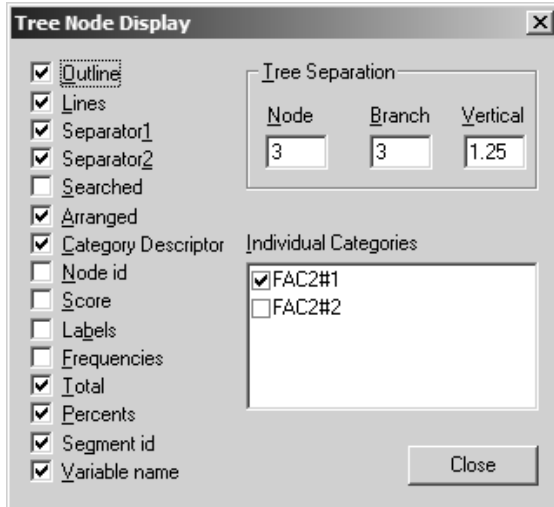 Tree Node Display
Outline
Lines
Separator1
Separator2
Searched
Arranged
Category Descriptor
Node id
Score
Labels
Frequencies
Total
Percents
Segment id
Variable name
Tree Separation
Node Branch Vertical
3 3 1.25
Individual Categories
FAC2#1
FAC2#2
Close